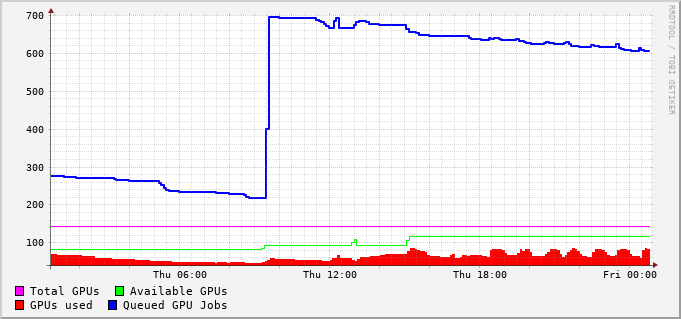 700
600
500
400
300
200
100
Thu 06:00 Thu 12:00 Thu 18:00 Fri 00:00
Total GPUs Available GPUs
GPUs used Queued GPU Jobs
RRDTOOL / TOBI OETIKER